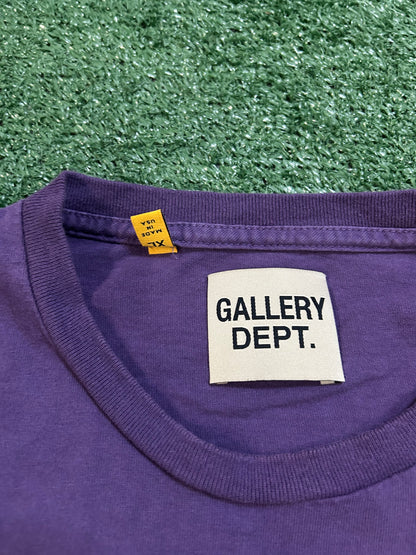 XL
MADE
IN
USA
GALLERY
DEPT.